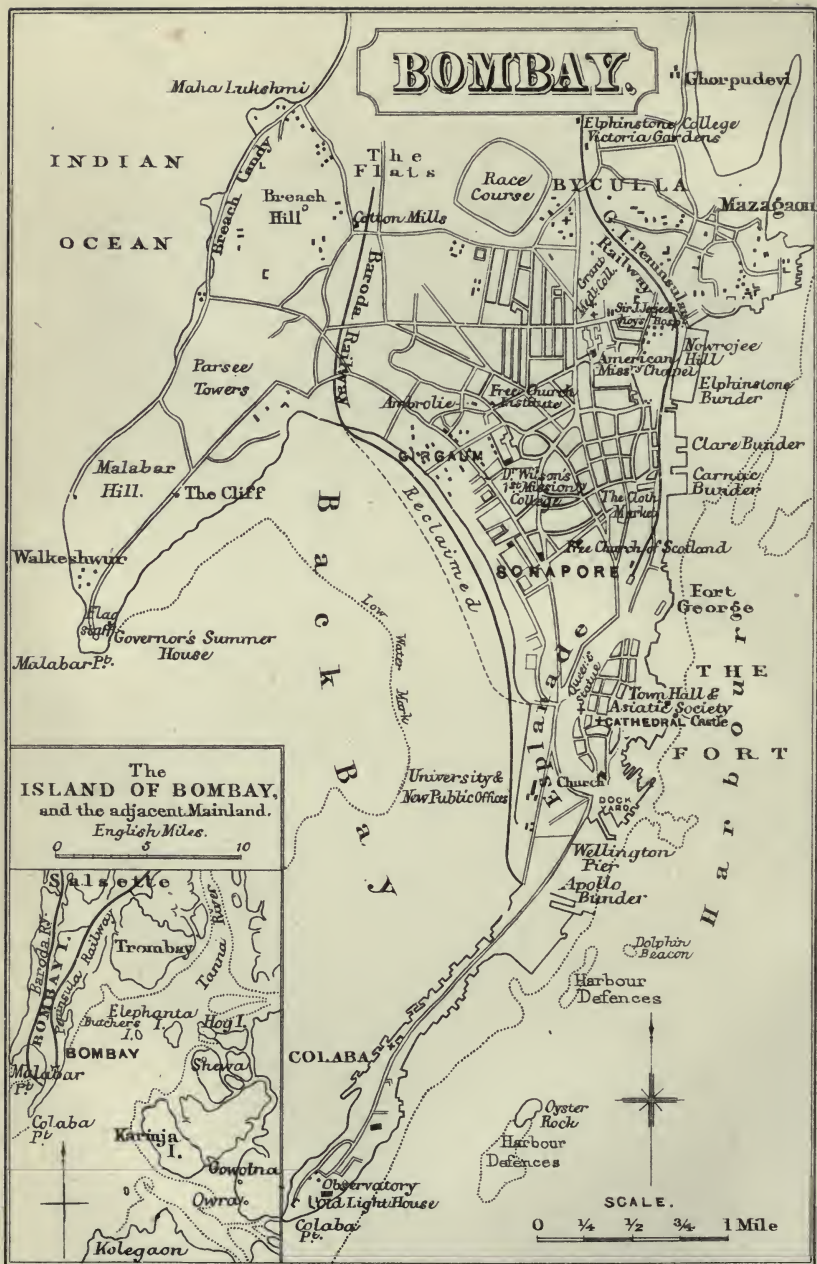 BOMBAY.
Maha Lukshmi
Ghorpudevi
Elphinstone College
Victoria Gardens
INDIAN
OCEAN
Breach Candy
Breach
Hill
The
Flats
Race
Course
BYCULLA
Mazagaon
Cotton Mills
Baroda Railway
G. I. Peninsular
Railway
Grant
Medl. Coll.
American
Missry. Chapel
Nowrojee
Hill
Elphinstone
Bunder
Parsee
Towers
Ambrolie
Free Church
Institute
GIRGAUM
Clare Bunder
Carnac
Bunder
Malabar
Hill.
The Cliff
Dr. Wilson's
1st Missiony
College
The Cloth
Market
Reclaimed
Free Church of Scotland
SONAPORE
Walkeshwur
Flag
staff
Governor's Summer
House
Malabar Pt.
Back Bay
Low Water Mark
Fort
George
THE
FORT
Harbour
Esplanade
Queen's
Statue
Town Hall &
Asiatic Society
CATHEDRAL Castle
University &
New Public Offices
Church
DOCK
YARD
Wellington
Pier
Apollo
Bunder
Dolphin
Beacon
Harbour
Defences
COLABA
Oyster
Rock
Harbour
Defences
Observatory
Old Light House
Colaba
Pt.
SCALE.
0 1/4 1/2 3/4 1 Mile
The
ISLAND OF BOMBAY,
and the adjacent Mainland.
English Miles.
0 5 10
Salsette
Baroda Ry.
BOMBAY I.
Peninsula Railway
Trombay
Tanna River
Elephanta
I.
Butchers
I.
Hog I.
BOMBAY
Shewa
Malabar
Pt.
Colaba
Pt.
Karinja
I.
Gowotna
Owray
Kolegaon